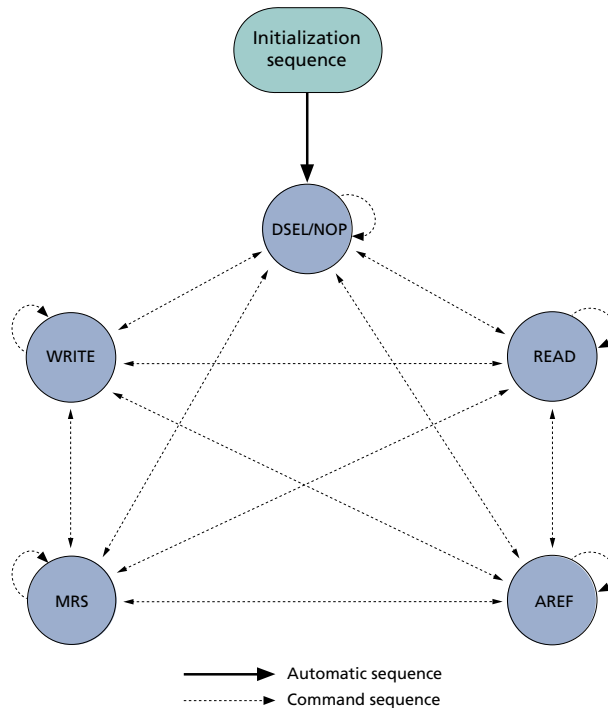 Initialization
sequence
DSEL/NOP
WRITE
READ
MRS
AREF
Automatic sequence
Command sequence